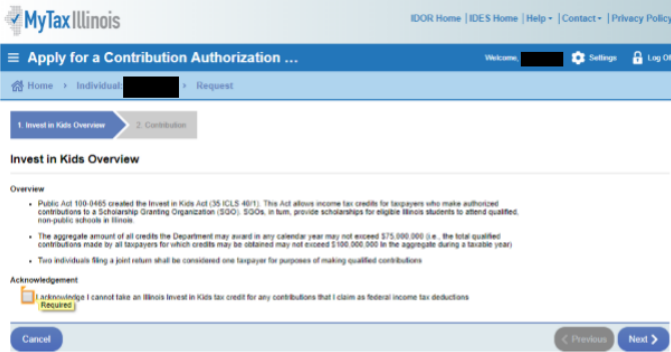 MyTax Illinois
IDOR Home | IDES Home | Help | Contact | Privacy Policy
Apply for a Contribution Authorization ...
Welcome, Settings Log Of
Home Individual: Request
1. Invest in Kids Overview 2. Contribution
Invest in Kids Overview
Overview
• Public Act 100-0465 created the Invest in Kids Act (35 ICLS 40/1). This Act allows income tax credits for taxpayers who make authorized
contributions to a Scholarship Granting Organization (SGO). SGOs, in turn, provide scholarships for eligible Illinois students to attend qualified,
non-public schools in Illinois.
• The aggregate amount of all credits the Department may award in any calendar year may not exceed $75,000,000 (i.e., the total qualified
contributions made by all taxpayers for which credits may be obtained may not exceed $100,000,000 in the aggregate during a taxable year)
• Two individuals filing a joint return shall be considered one taxpayer for purposes of making qualified contributions
Acknowledgement
I acknowledge I cannot take an Illinois Invest in Kids tax credit for any contributions that I claim as federal income tax deductions
Required
Cancel < Previous Next >